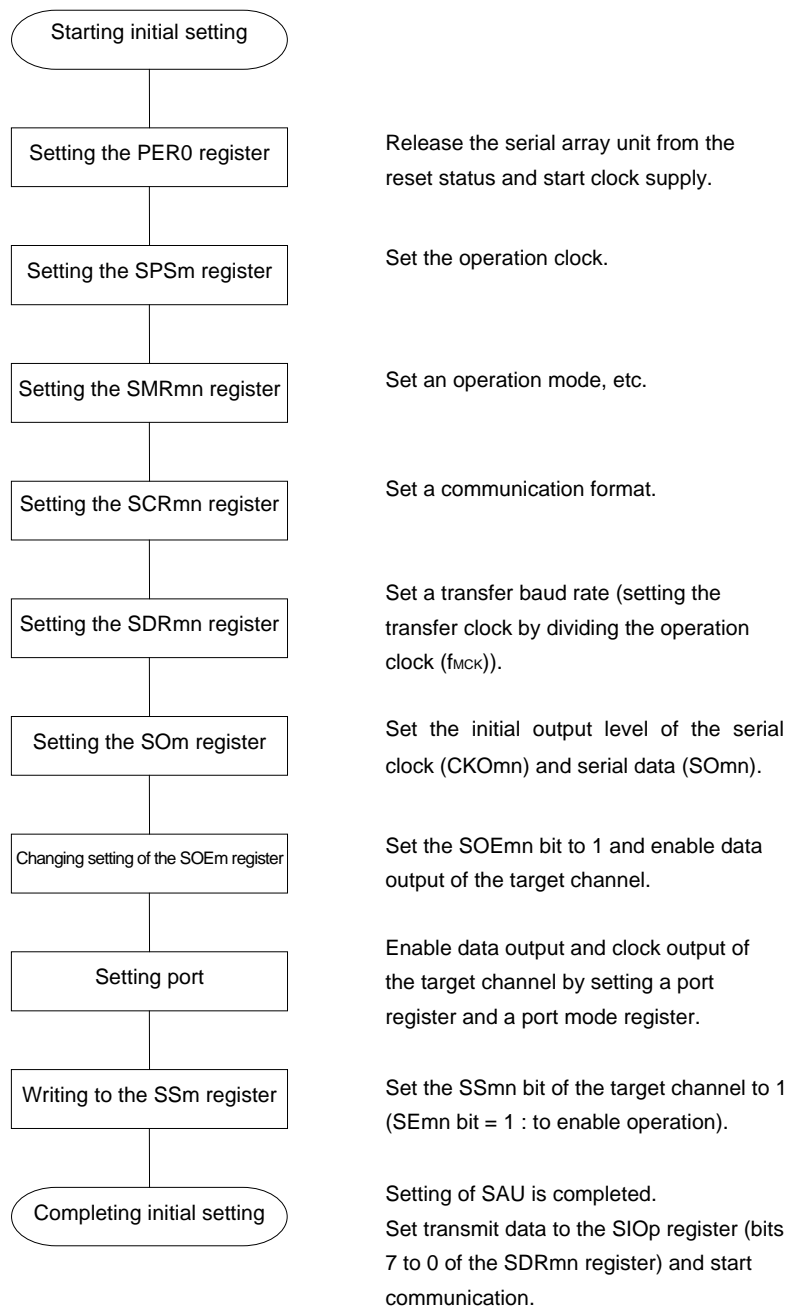 Starting initial setting
Setting the PER0 register
Release the serial array unit from the
reset status and start clock supply.
Setting the SPSm register
Set the operation clock.
Setting the SMRmn register
Set an operation mode, etc.
Setting the SCRmn register
Set a communication format.
Setting the SDRmn register
Set a transfer baud rate (setting the
transfer clock by dividing the operation
clock (fMCK)).
Setting the SOm register
Set the initial output level of the serial
clock (CKOmn) and serial data (SOmn).
Changing setting of the SOEm register
Set the SOEmn bit to 1 and enable data
output of the target channel.
Setting port
Enable data output and clock output of
the target channel by setting a port
register and a port mode register.
Writing to the SSm register
Set the SSmn bit of the target channel to 1
(SEmn bit = 1 : to enable operation).
Completing initial setting
Setting of SAU is completed.
Set transmit data to the SIOp register (bits
7 to 0 of the SDRmn register) and start
communication.